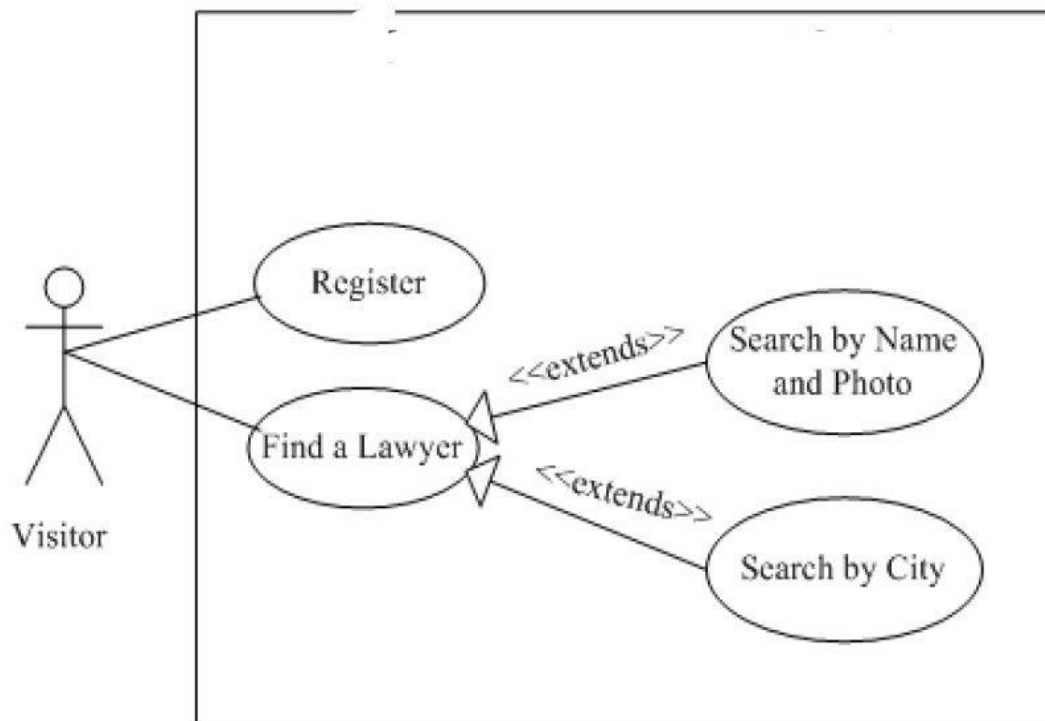 Register
<<extends>>
Search by Name
and Photo
Find a Lawyer
<<extends>>
Visitor
Search by City